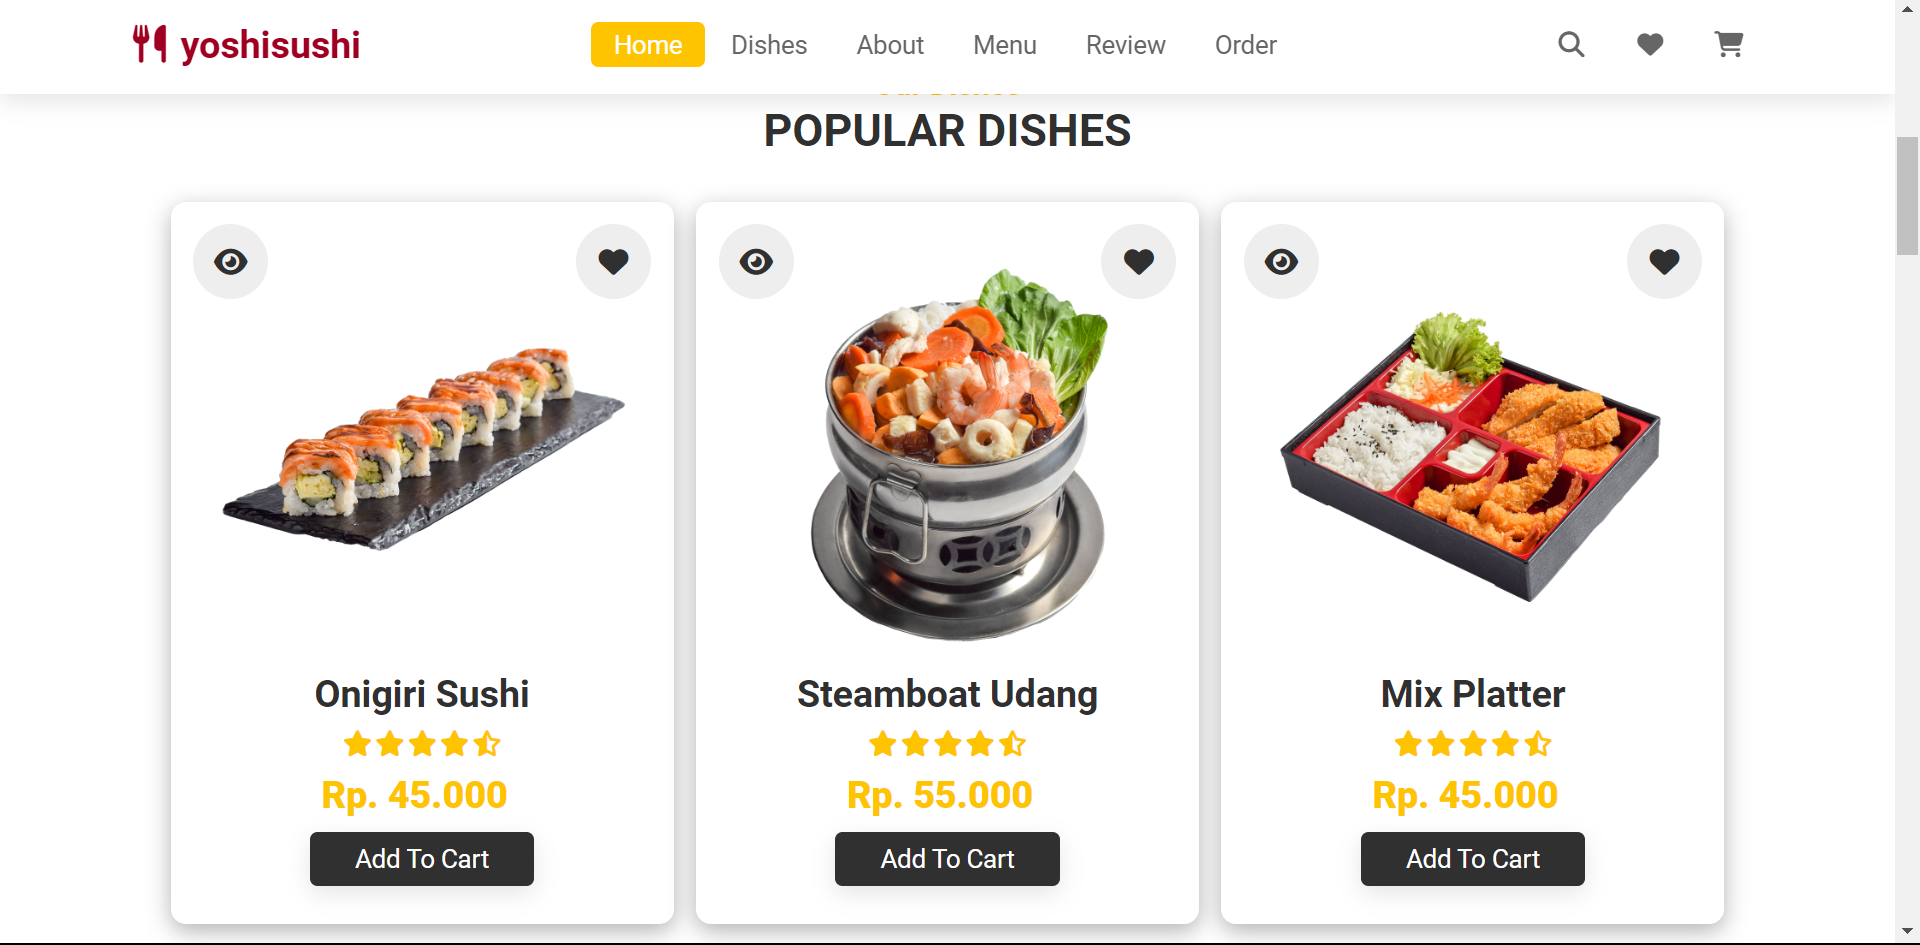 yoshisushi
Home Dishes About Menu Review Order
POPULAR DISHES
Onigiri Sushi
Rp. 45.000
Add To Cart
Steamboat Udang
Rp. 55.000
Add To Cart
Mix Platter
Rp. 45.000
Add To Cart